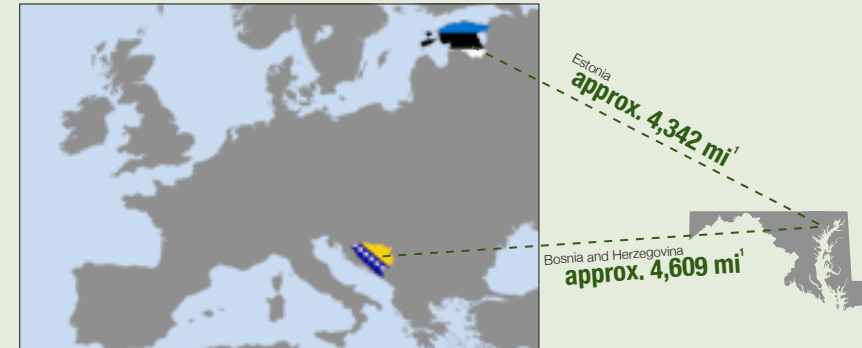 Estonia
approx. 4,342 mi¹
Bosnia and Herzegovina
approx. 4,609 mi¹